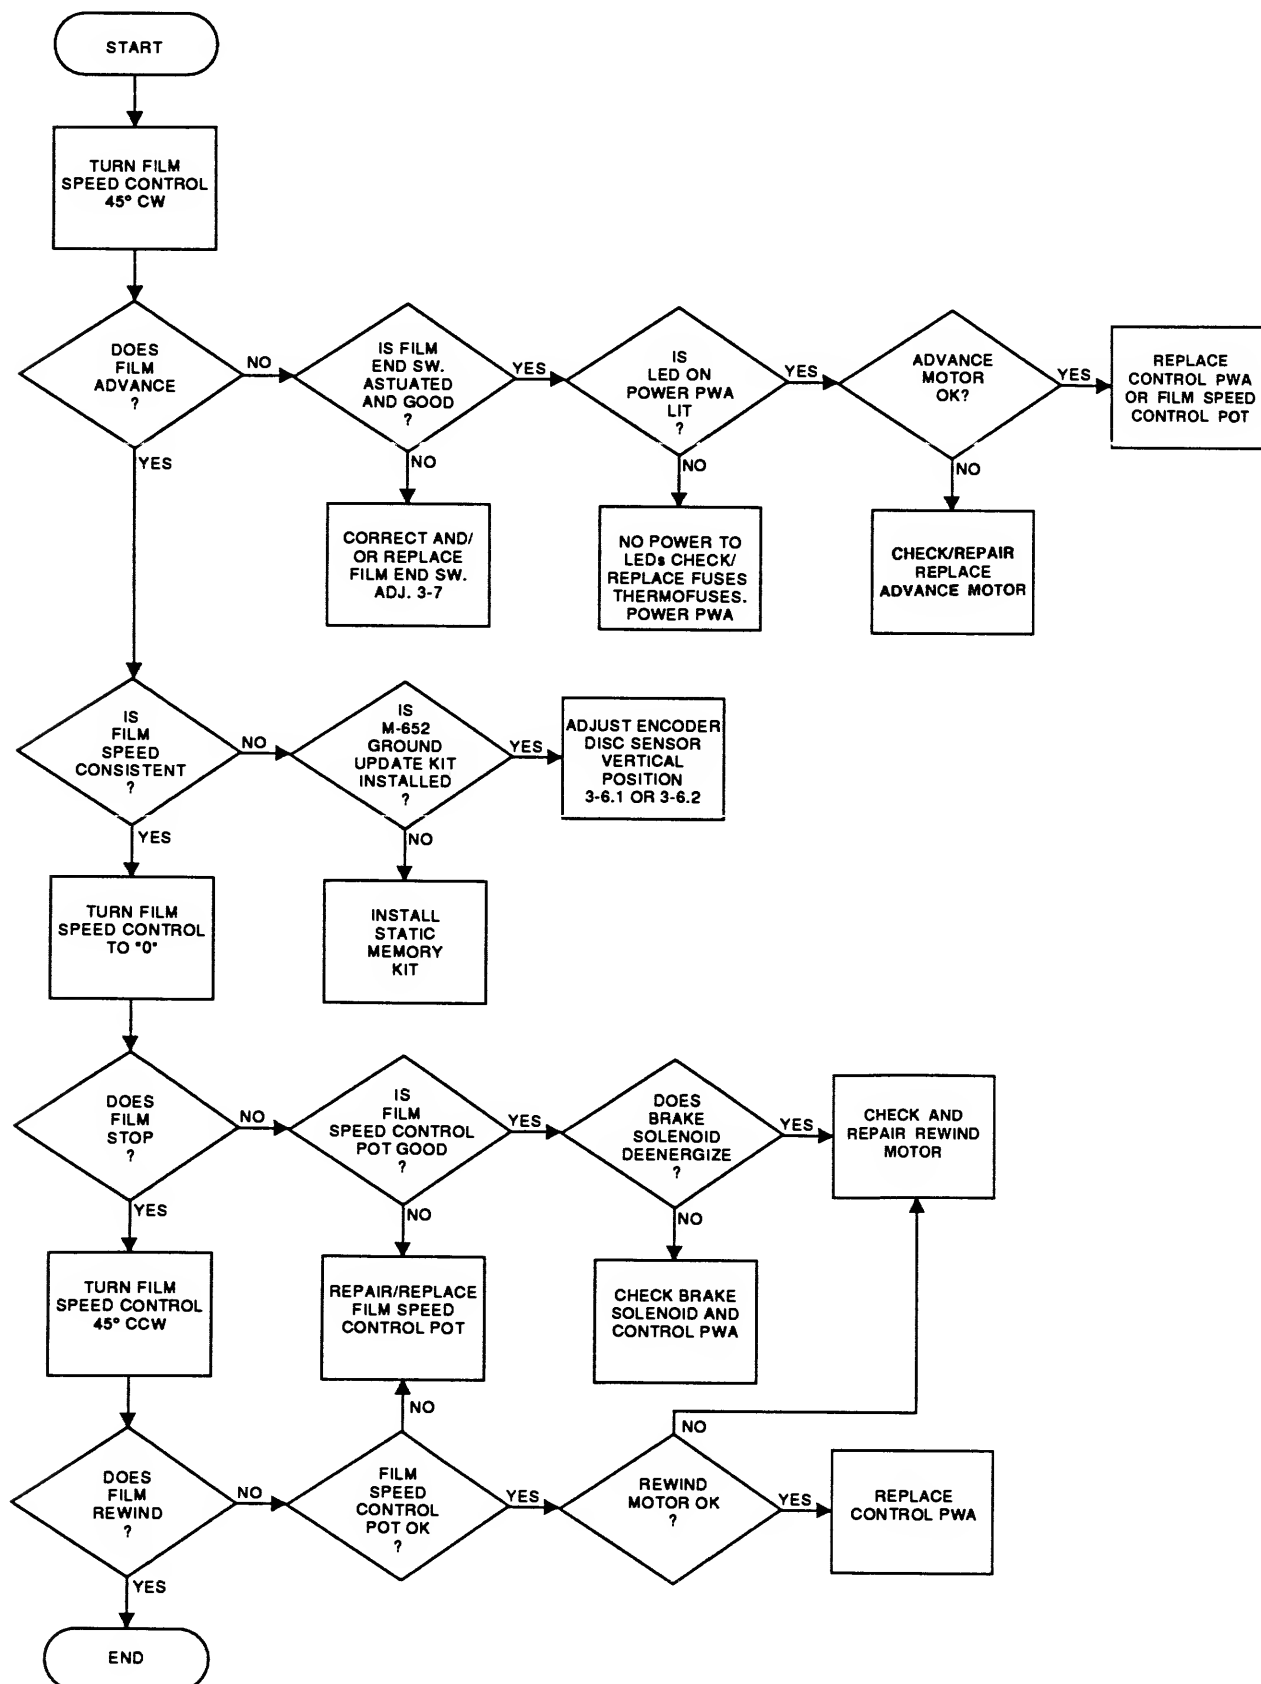 START
TURN FILM
SPEED CONTROL
45° CW
DOES
FILM
ADVANCE
?
NO
IS FILM
END SW.
ASTUATED
AND GOOD
?
YES
IS
LED ON
POWER PWA
LIT
?
YES
ADVANCE
MOTOR
OK?
YES
REPLACE
CONTROL PWA
OR FILM SPEED
CONTROL POT
YES
NO
NO
NO
CORRECT AND/
OR REPLACE
FILM END SW.
ADJ. 3-7
NO POWER TO
LEDs CHECK/
REPLACE FUSES
THERMOFUSES.
POWER PWA
CHECK/REPAIR
REPLACE
ADVANCE MOTOR
IS
FILM
SPEED
CONSISTENT
?
NO
IS
M-652
GROUND
UPDATE KIT
INSTALLED
?
YES
ADJUST ENCODER
DISC SENSOR
VERTICAL
POSITION
3-6.1 OR 3-6.2
YES
NO
TURN FILM
SPEED CONTROL
TO "0"
INSTALL
STATIC
MEMORY
KIT
DOES
FILM
STOP
?
NO
IS
FILM
SPEED CONTROL
POT GOOD
?
YES
DOES
BRAKE
SOLENOID
DEENERGIZE
?
YES
CHECK AND
REPAIR REWIND
MOTOR
YES
NO
NO
TURN FILM
SPEED CONTROL
45° CCW
REPAIR/REPLACE
FILM SPEED
CONTROL POT
CHECK BRAKE
SOLENOID AND
CONTROL PWA
NO
NO
DOES
FILM
REWIND
?
NO
FILM
SPEED
CONTROL
POT OK
?
YES
REWIND
MOTOR OK
?
YES
REPLACE
CONTROL PWA
YES
END